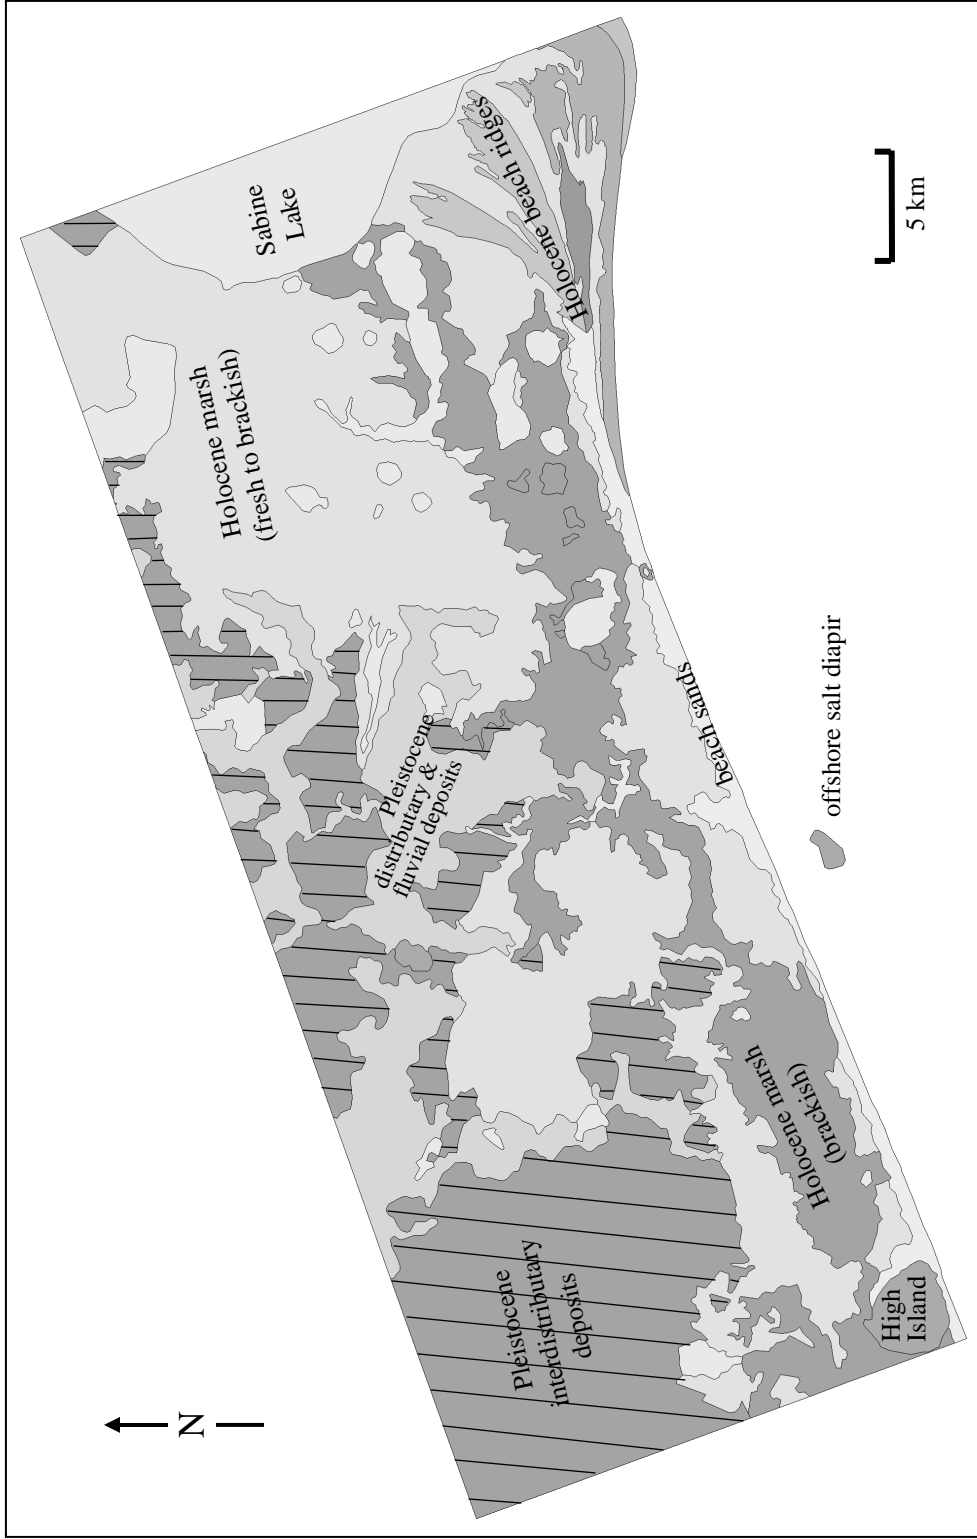 Sabine
Lake
Holocene beach ridges
5 km
Holocene marsh
(fresh to brackish)
offshore salt diapir
beach sands
Pleistocene
distributary &
fluvial deposits
Holocene marsh
(brackish)
Pleistocene
interdistributary
deposits
High
Island
N